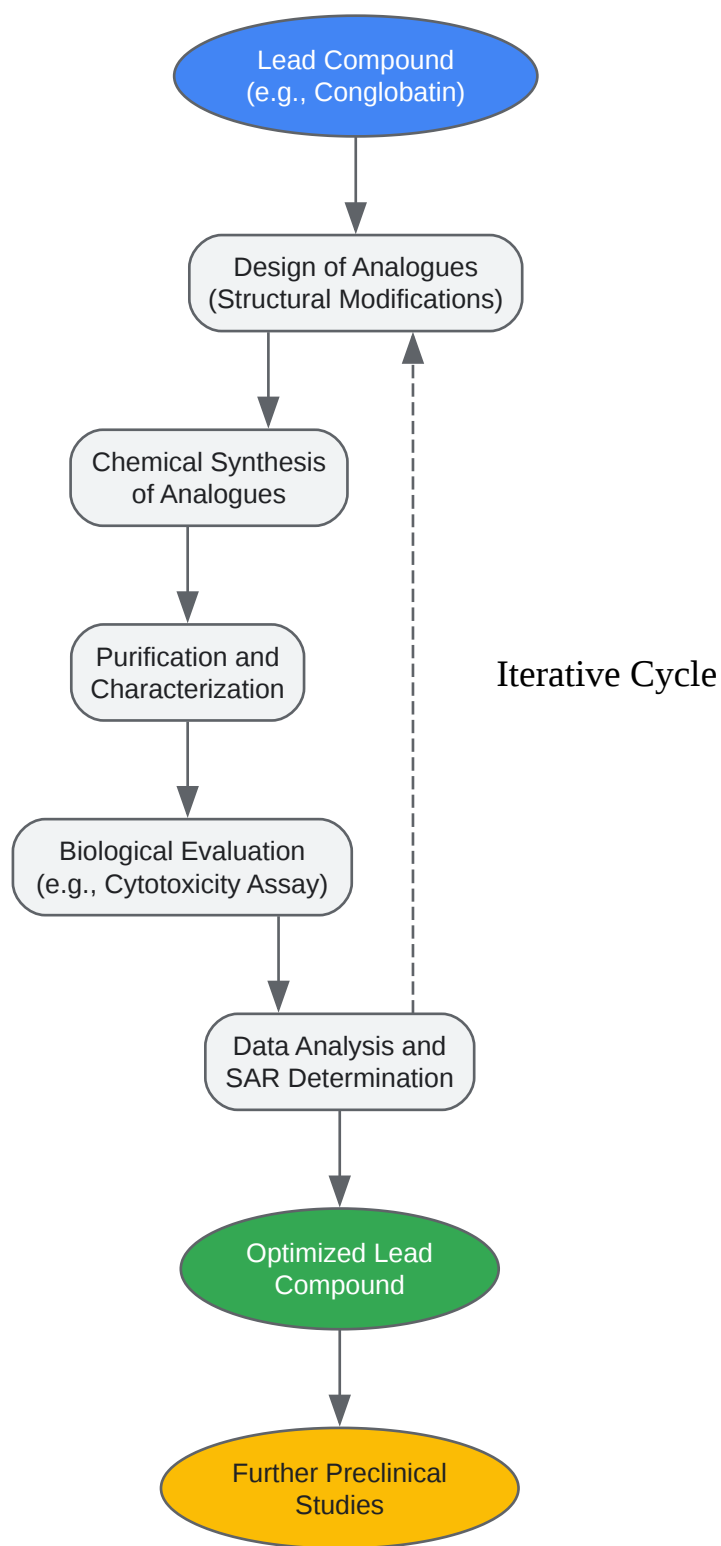 Lead Compound
(e.g., Conglobatin)
Design of Analogues
(Structural Modifications)
Chemical Synthesis
of Analogues
Purification and
Characterization
Iterative Cycle
Biological Evaluation
(e.g., Cytotoxicity Assay)
Data Analysis and
SAR Determination
Optimized Lead
Compound
Further Preclinical
Studies